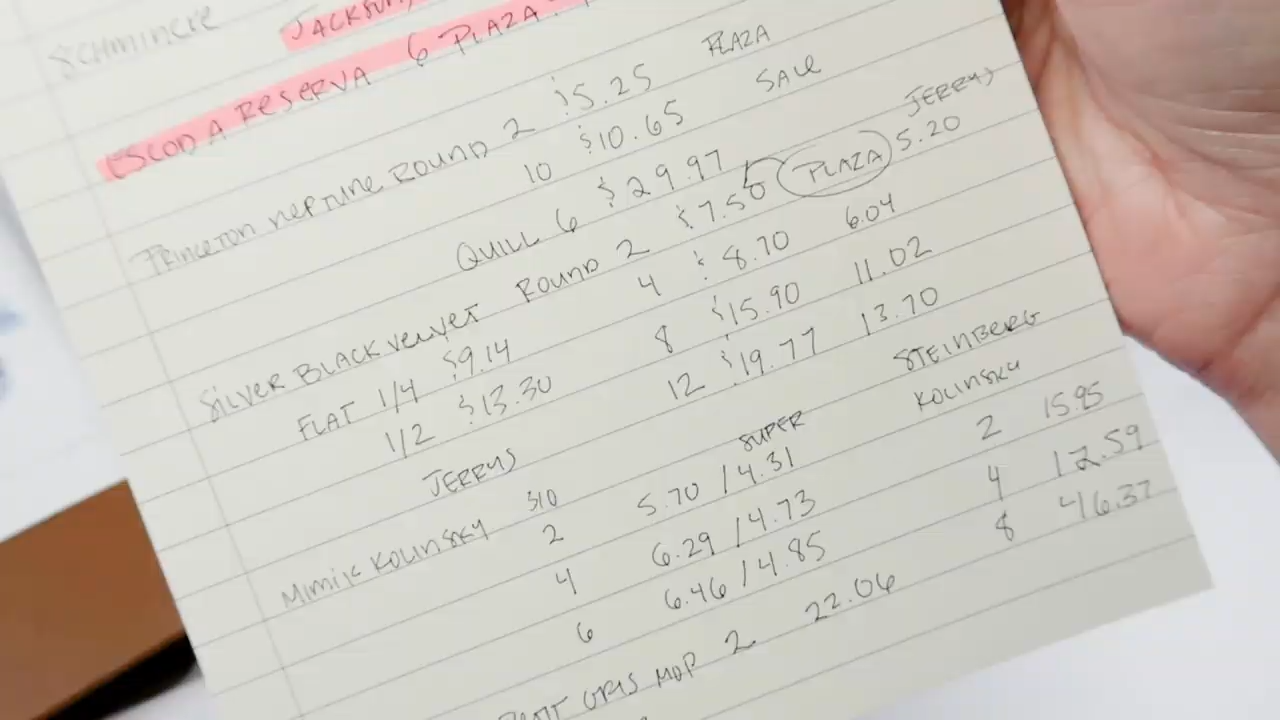 SCHMINCKE JACKSON
ESCODA RESERVA 6 PLAZA
PRINCETON NEPTUNE ROUND 2 $5.25 PLAZA
10 $10.65 SALE
QUILL 6 $29.97 JERRYS
SILVER BLACK VELVET ROUND 2 $7.50 PLAZA 5.20
FLAT 1/4 $9.14 4 $8.70 6.04
1/2 $13.30 8 $15.90 11.02
JERRYS 12 $19.77 13.70
SUPER STEINBERG
MIMIK KOLINSKY 3/0 5.70 / 4.31 KOLINSKY
2 6.29 / 4.73 2 15.95
4 6.46 / 4.85 4 12.59
6 8 46.37
MOP 2 22.06